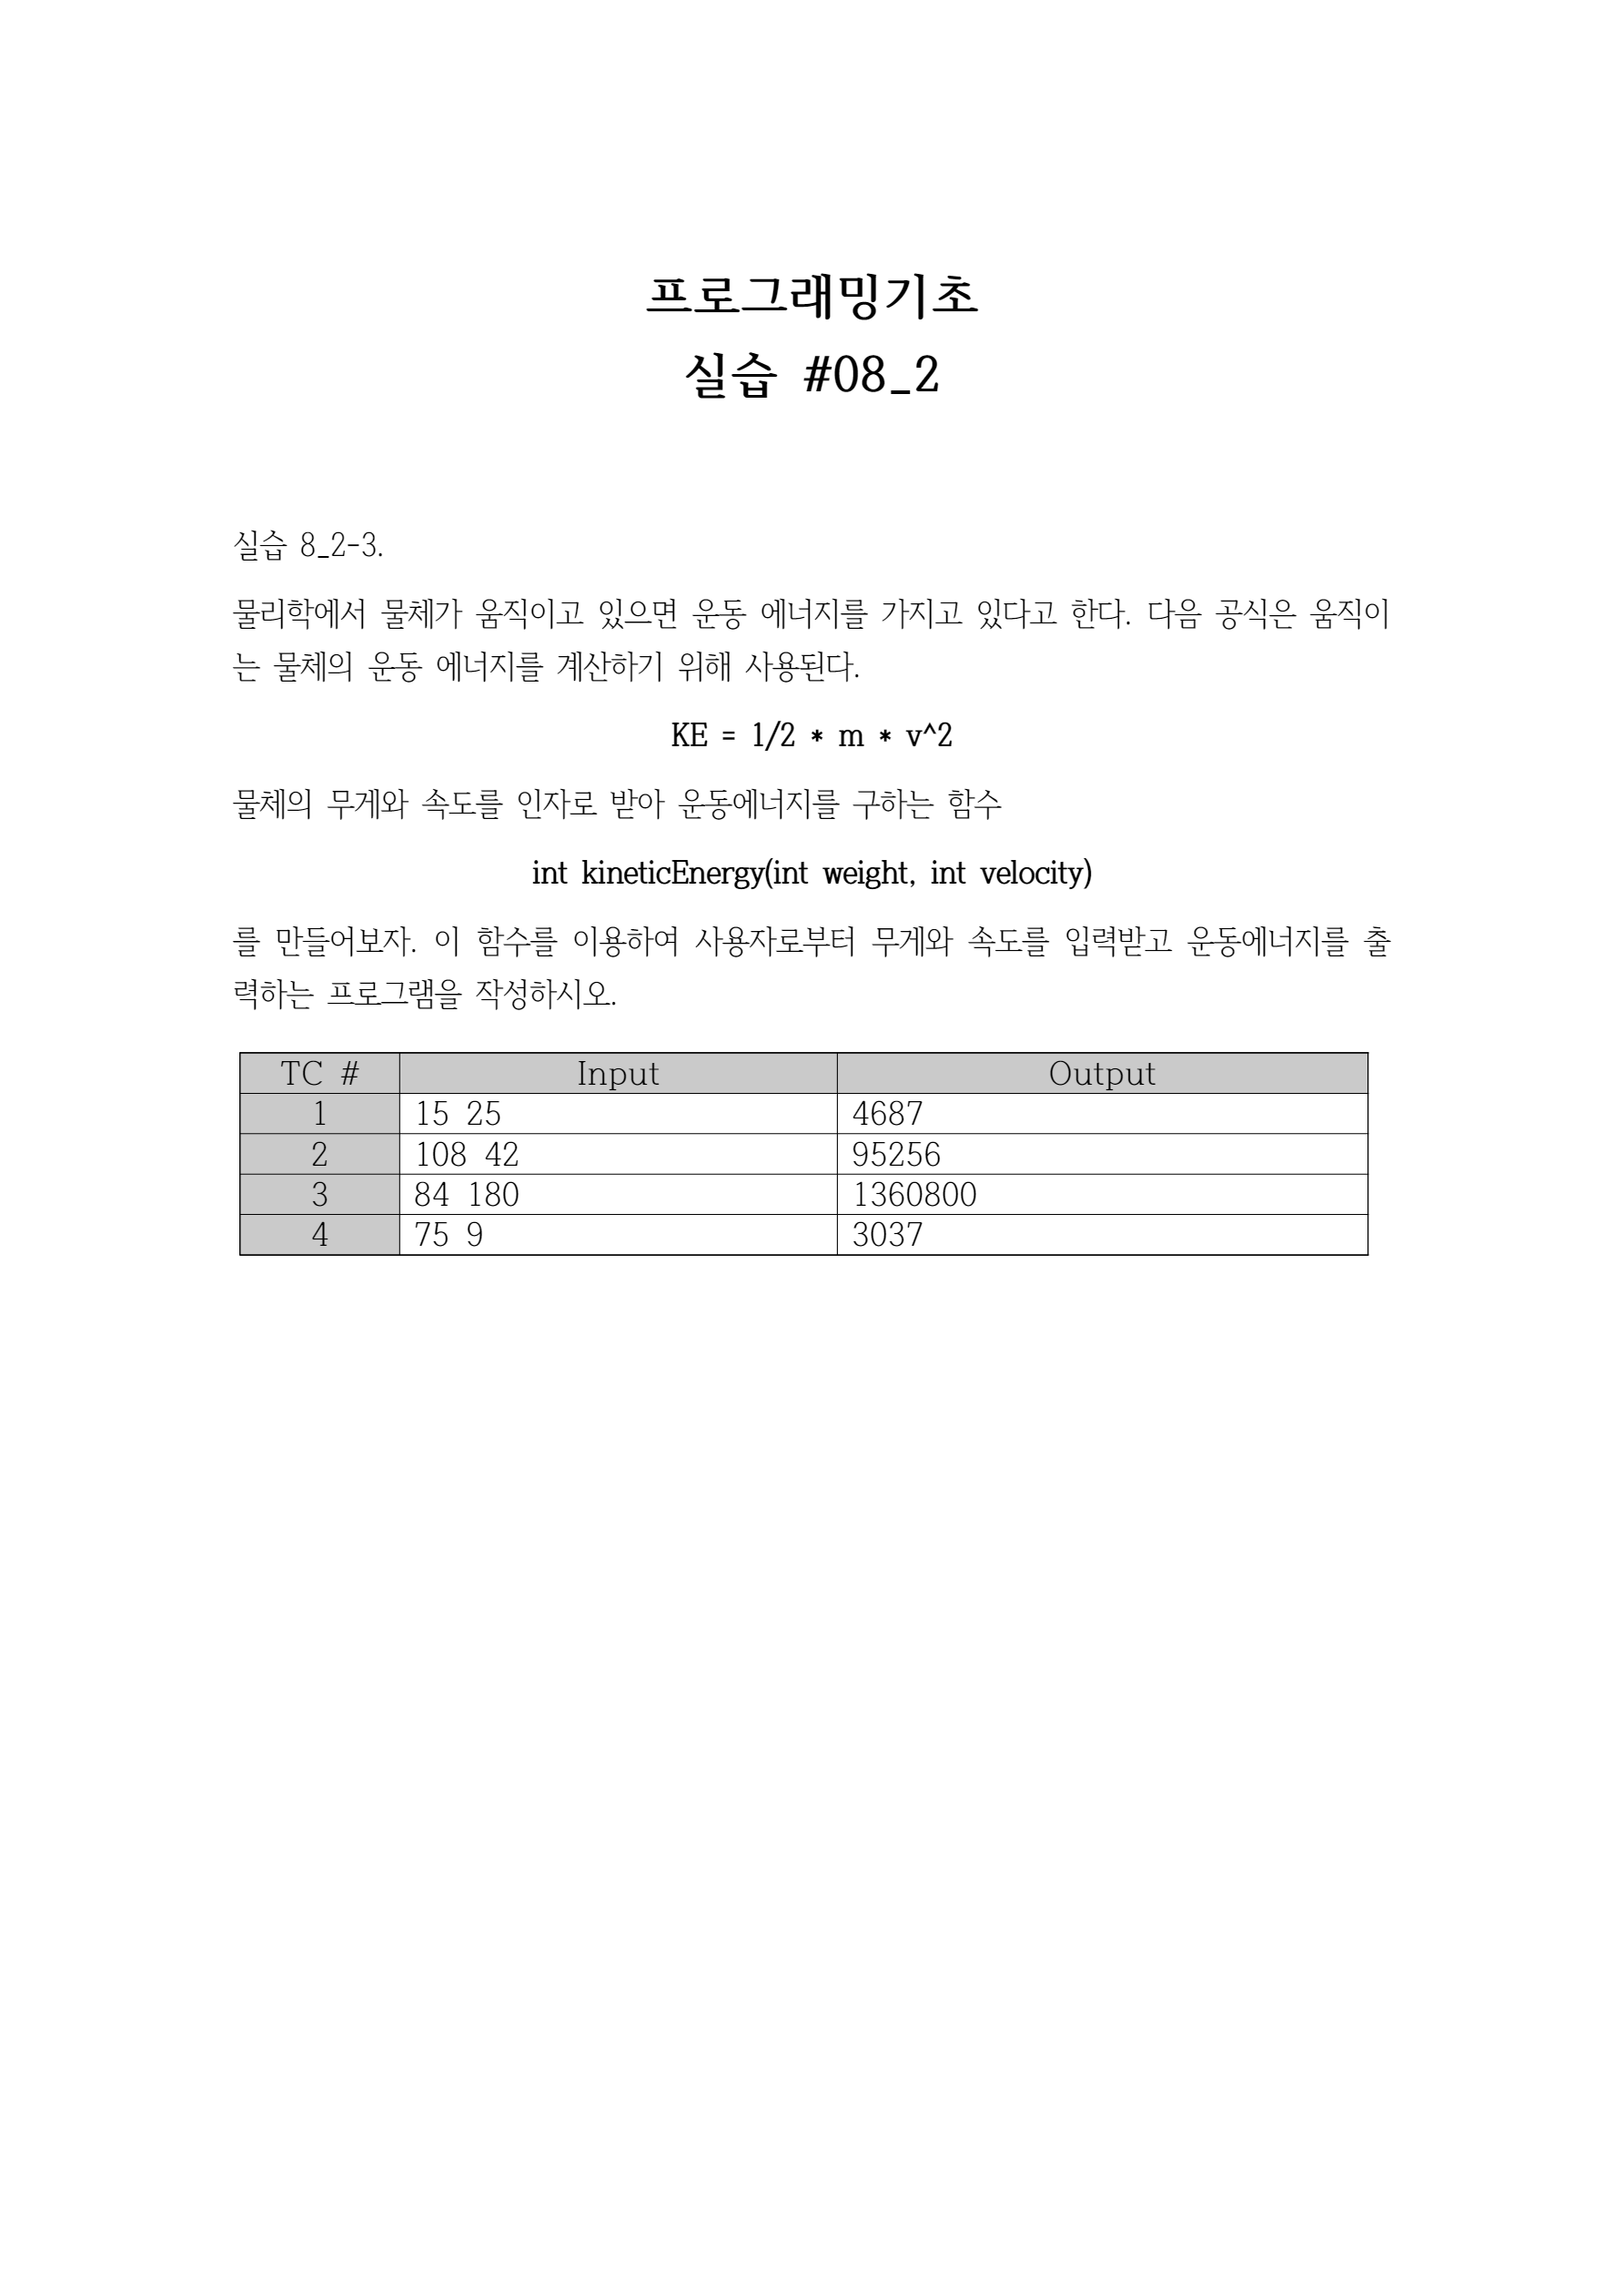 프로그래밍기초
실습 #08_2
실습 8_2-3.
물리학에서 물체가 움직이고 있으면 운동 에너지를 가지고 있다고 한다. 다음 공식은 움직이
는 물체의 운동 에너지를 계산하기 위해 사용된다.
KE = 1/2 * m * v^2
물체의 무게와 속도를 인자로 받아 운동에너지를 구하는 함수
int kineticEnergy(int weight, int velocity)
를 만들어보자. 이 함수를 이용하여 사용자로부터 무게와 속도를 입력받고 운동에너지를 출
력하는 프로그램을 작성하시오.
TC # Input Output
1 15 25 4687
2 108 42 95256
3 84 180 1360800
4 75 9 3037